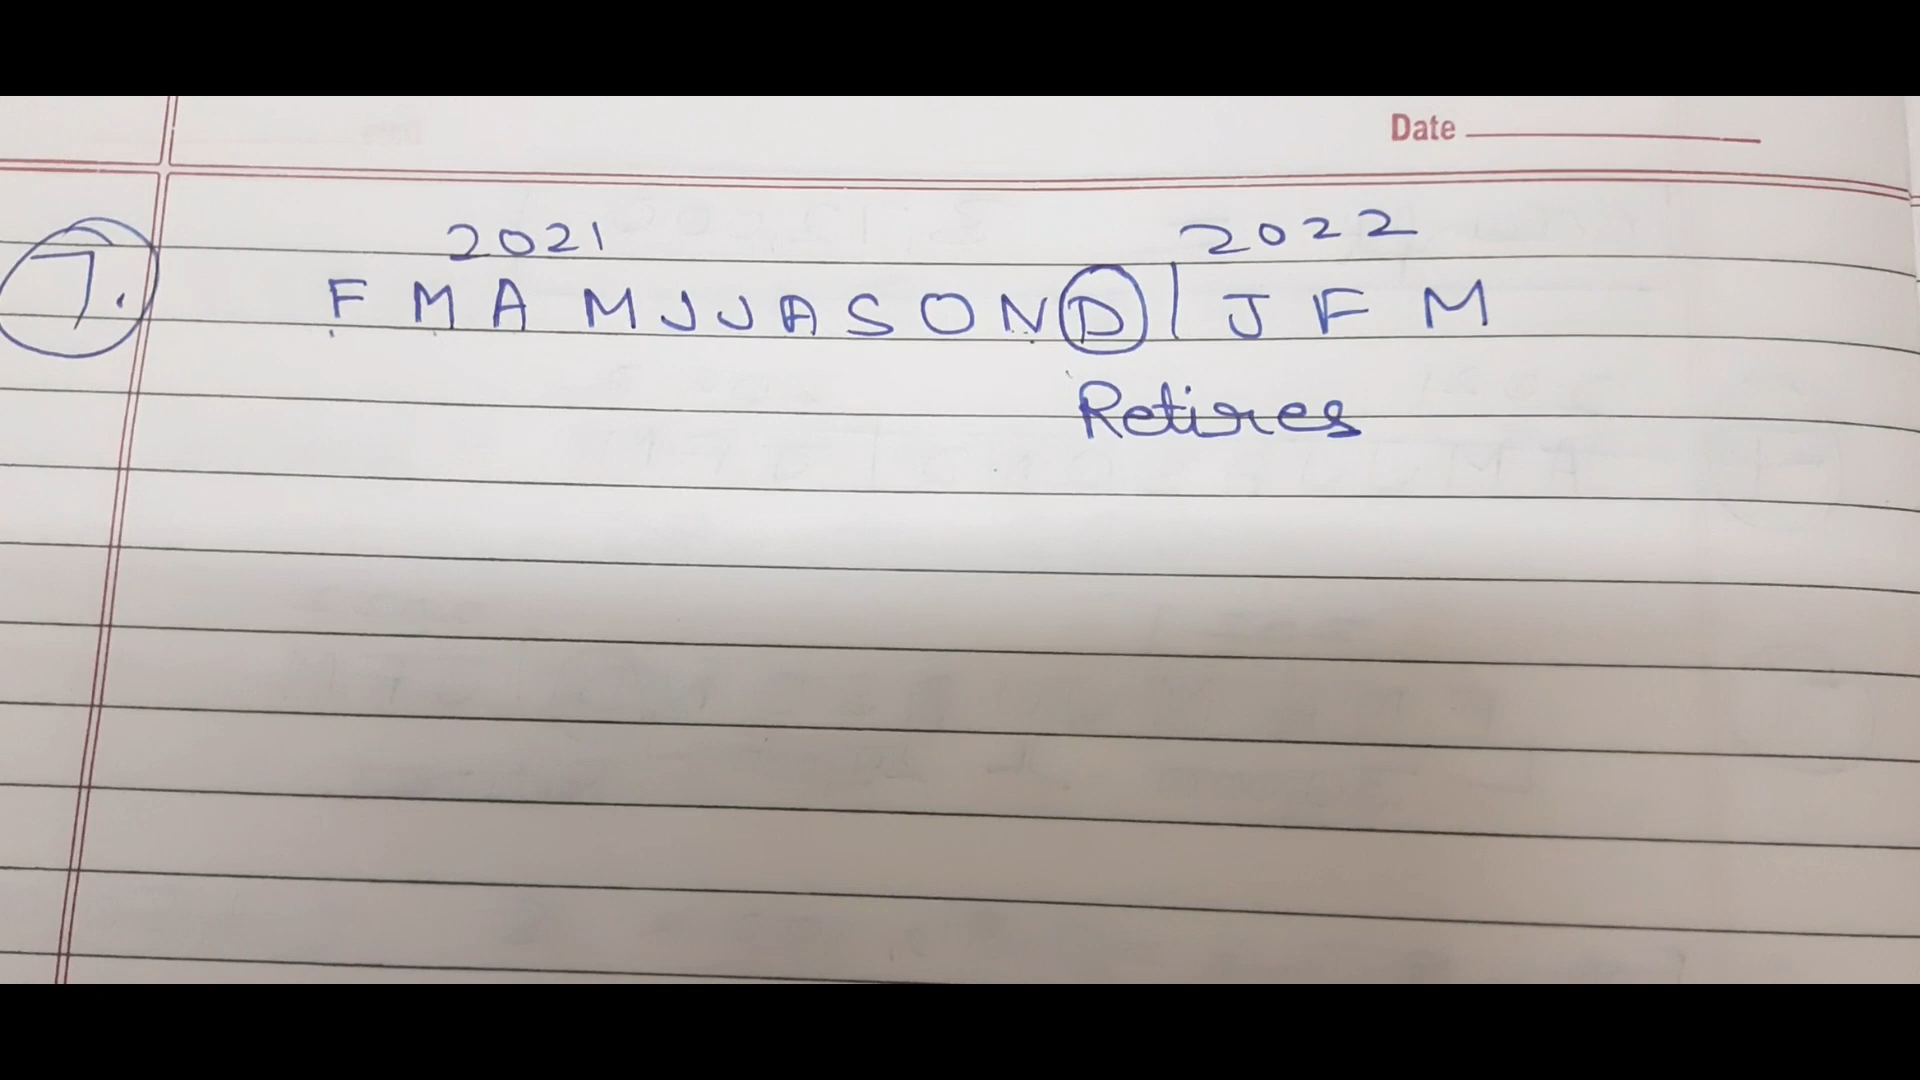 Date
2021 2022
7. F M A M J J A S O N D | J F M
Retires